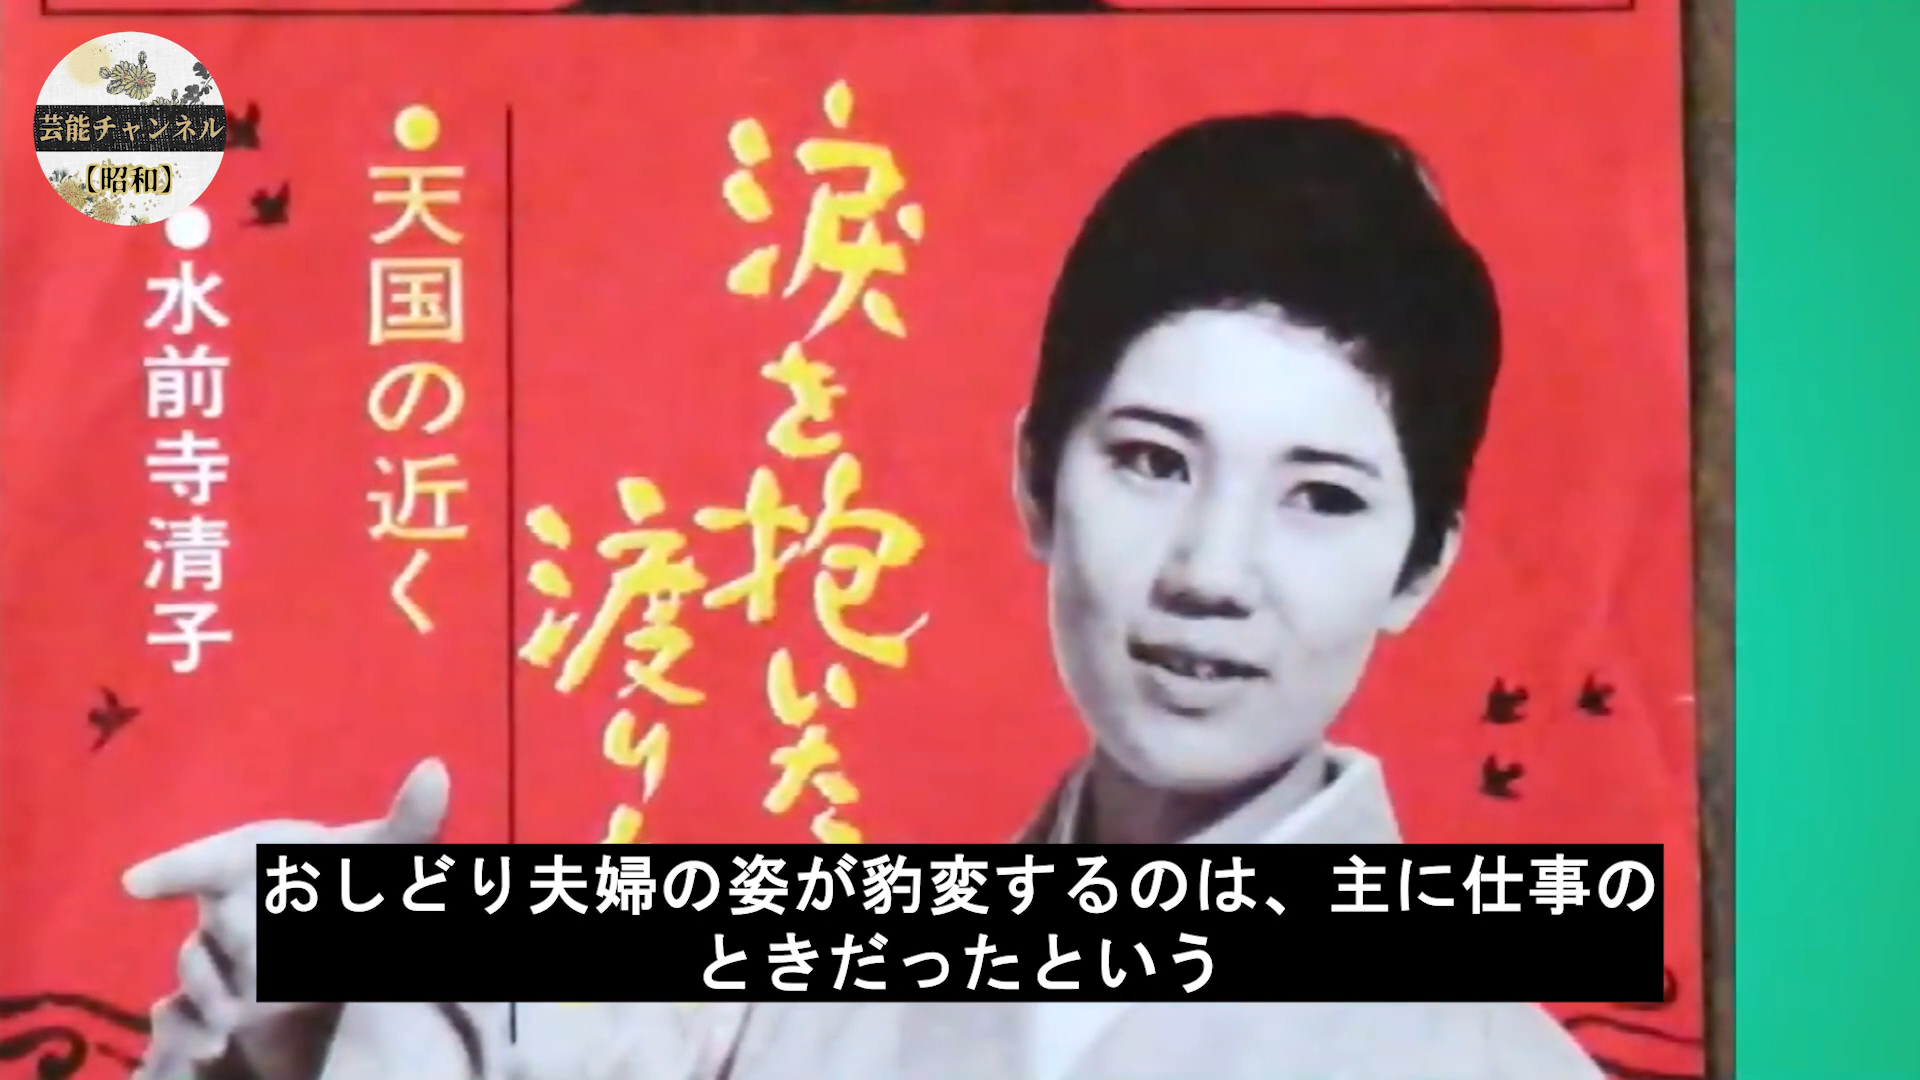 芸能チャンネル
【昭和】
涙を抱いた
渡り
天国の近く
水前寺清子
おしどり夫婦の姿が豹変するのは、主に仕事の
ときだったという